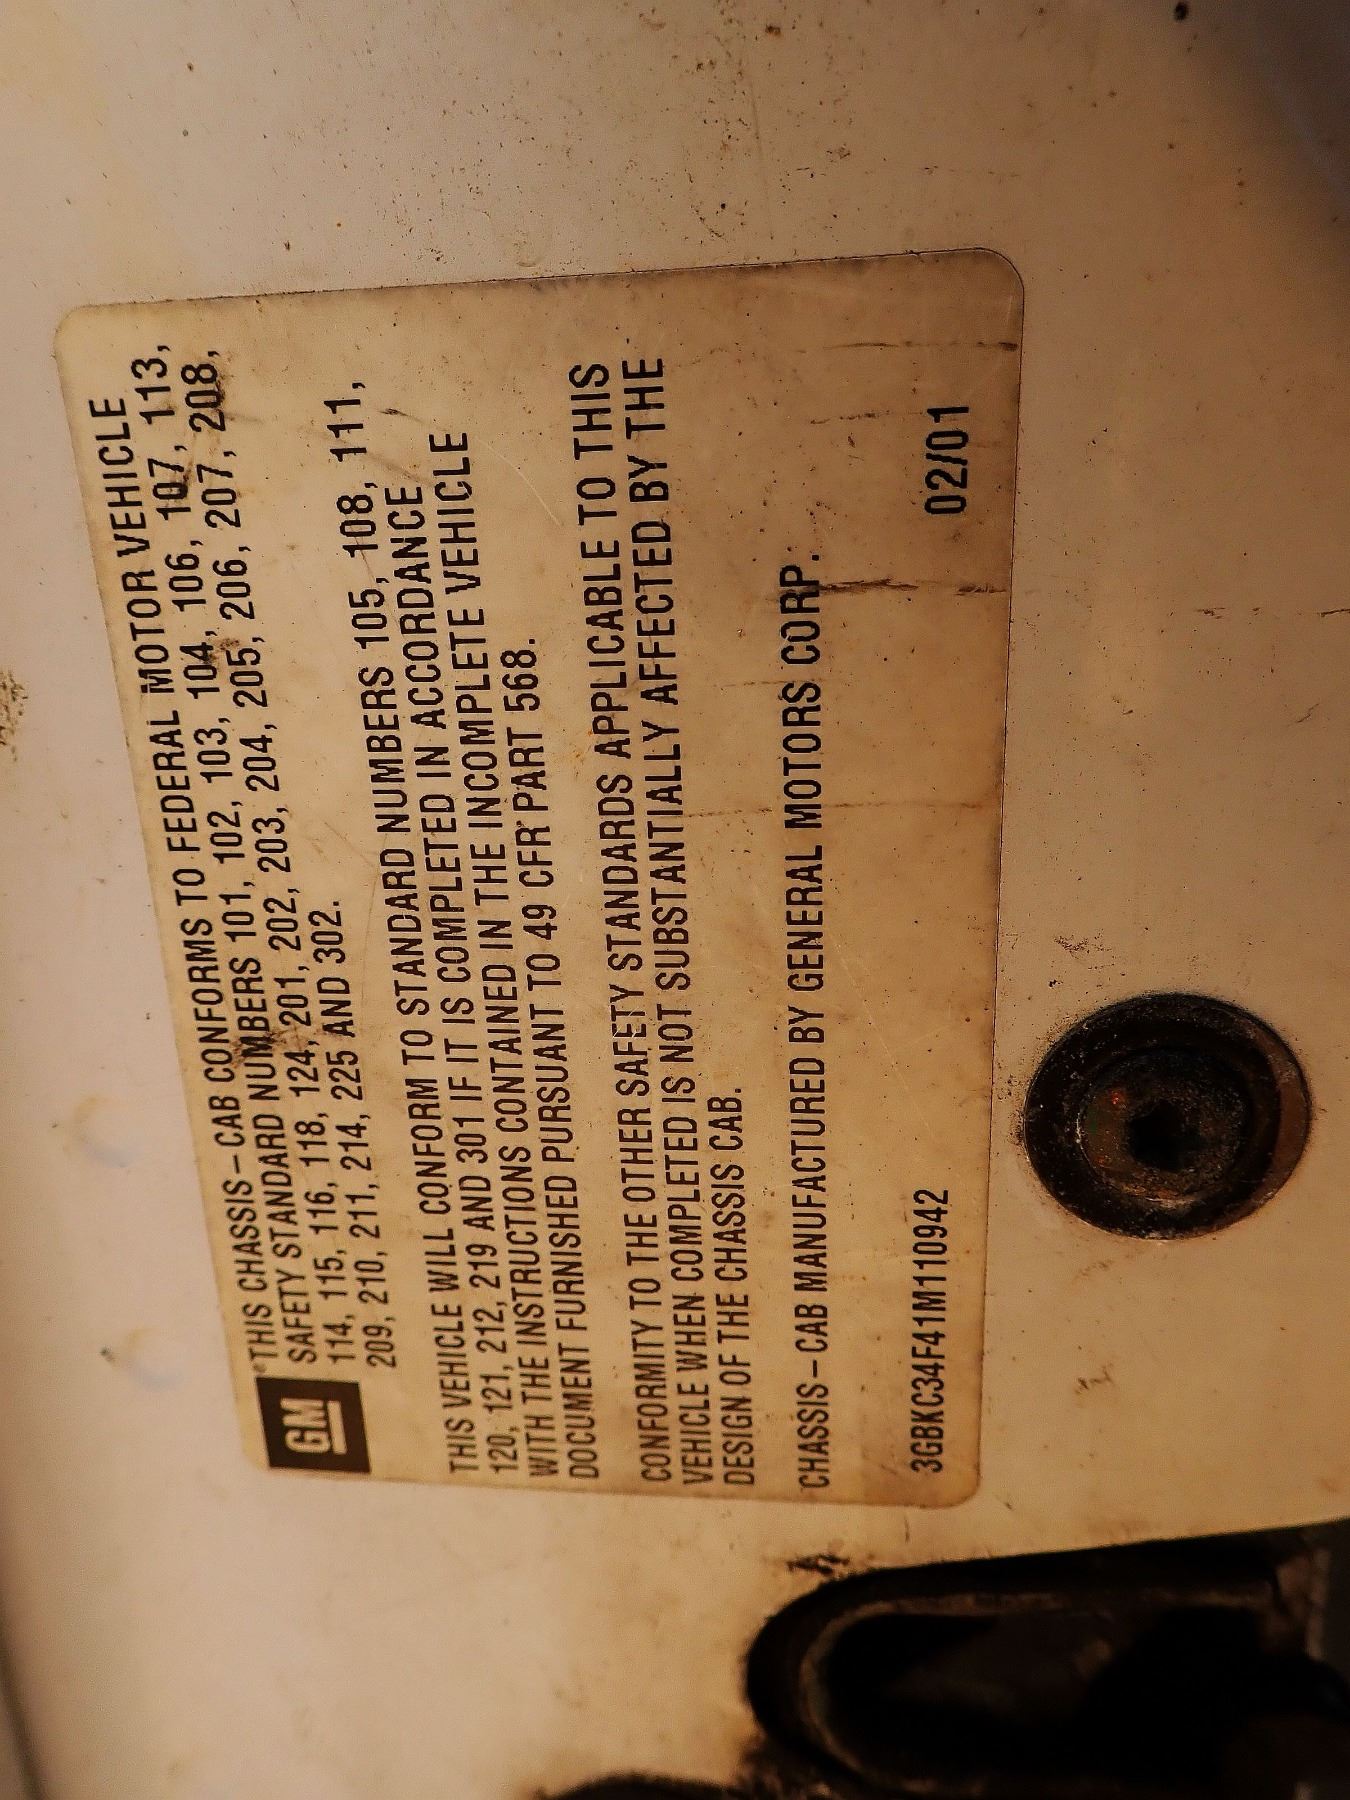 GM
THIS CHASSIS-CAB CONFORMS TO FEDERAL MOTOR VEHICLE
SAFETY STANDARD NUMBERS 101, 102, 103, 104, 106, 107, 113,
114, 115, 116, 118, 124, 201, 202, 203, 204, 205, 206, 207, 208,
209, 210, 211, 214, 225 AND 302.
THIS VEHICLE WILL CONFORM TO STANDARD NUMBERS 105, 108, 111,
120, 121, 212, 219 AND 301 IF IT IS COMPLETED IN ACCORDANCE
WITH THE INSTRUCTIONS CONTAINED IN THE INCOMPLETE VEHICLE
DOCUMENT FURNISHED PURSUANT TO 49 CFR PART 568.
CONFORMITY TO THE OTHER SAFETY STANDARDS APPLICABLE TO THIS
VEHICLE WHEN COMPLETED IS NOT SUBSTANTIALLY AFFECTED BY THE
DESIGN OF THE CHASSIS CAB.
CHASSIS-CAB MANUFACTURED BY GENERAL MOTORS CORP.
3GBKC34F41M110942 02/01